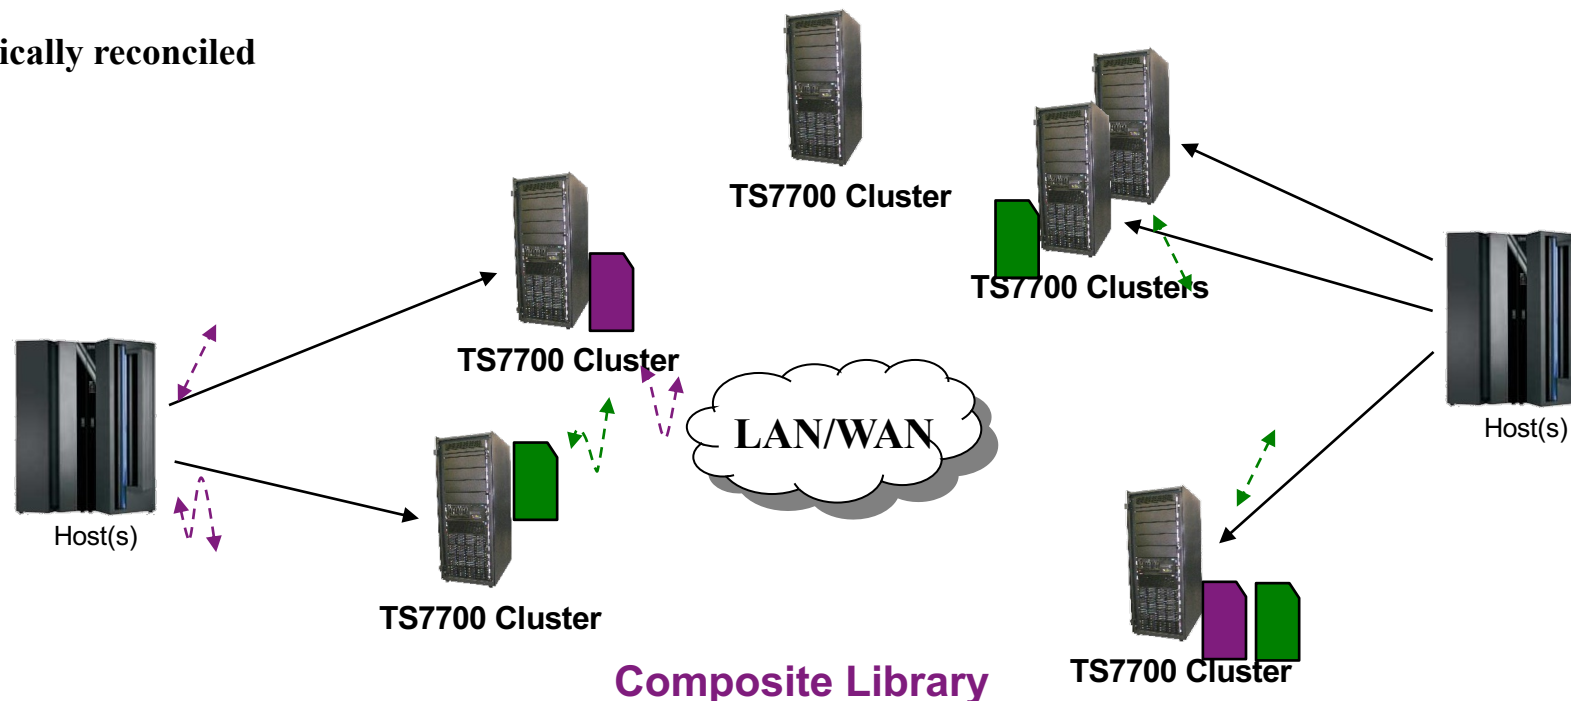 ically reconciled
TS7700 Cluster
TS7700 Clusters
TS7700 Cluster
LAN/WAN
Host(s)
Host(s)
TS7700 Cluster
TS7700 Cluster
Composite Library